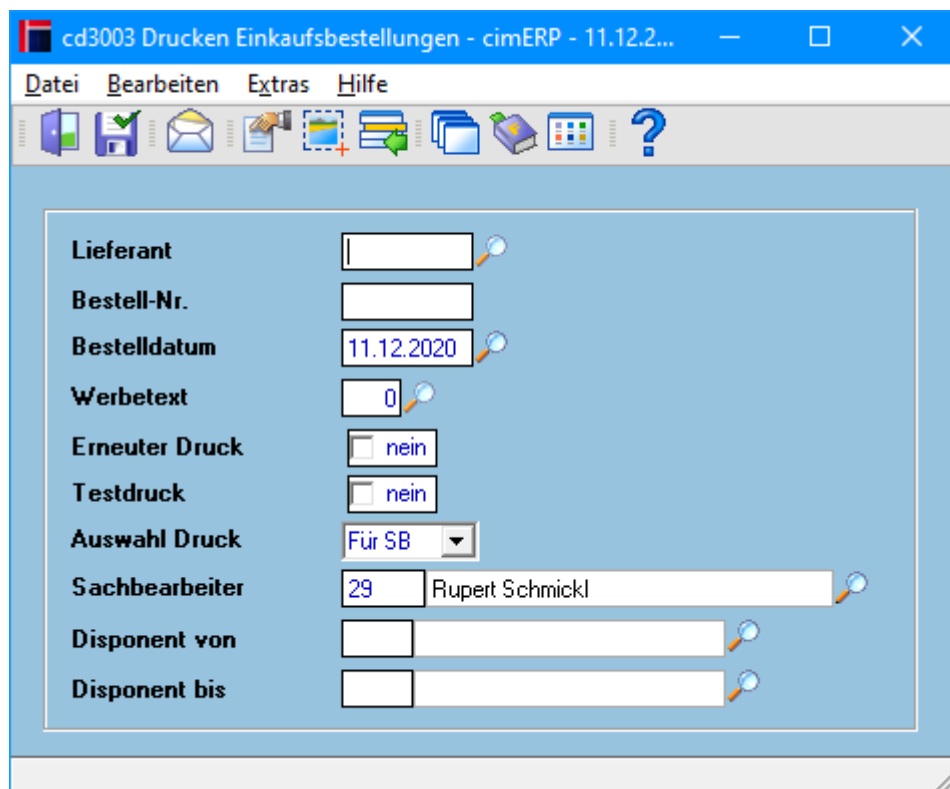 cd3003 Drucken Einkaufsbestellungen - cimERP - 11.12.2...
Datei Bearbeiten Extras Hilfe
Lieferant
Bestell-Nr.
Bestelldatum 11.12.2020
Werbetext 0
Erneuter Druck nein
Testdruck nein
Auswahl Druck Für SB
Sachbearbeiter 29 Rupert Schmickl
Disponent von
Disponent bis